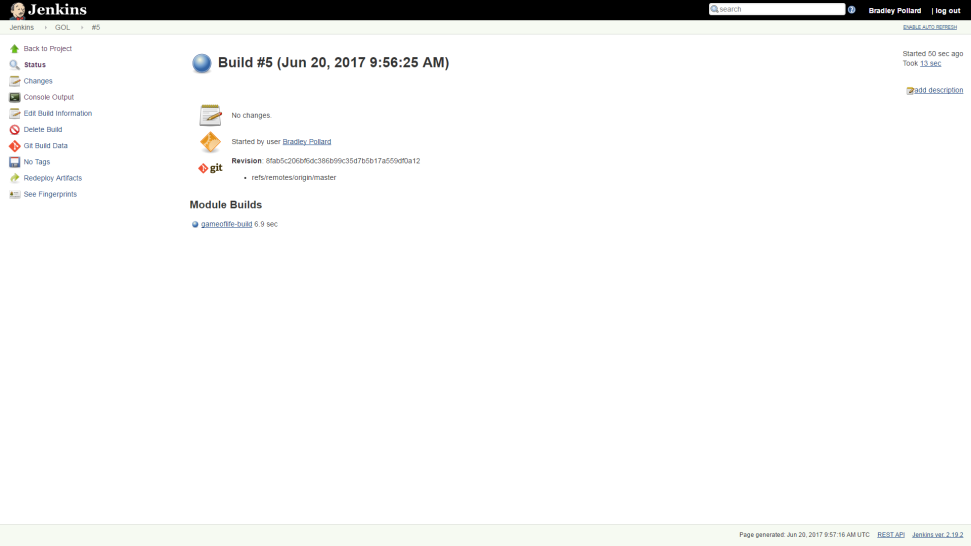 Jenkins
search
Bradley Pollard
| log out
Jenkins › GOL › #5
ENABLE AUTO REFRESH
Back to Project
Status
Changes
Console Output
Edit Build Information
Delete Build
Git Build Data
No Tags
Redeploy Artifacts
See Fingerprints
Build #5 (Jun 20, 2017 9:56:25 AM)
Started 50 sec ago
Took 13 sec
add description
No changes.
Started by user Bradley Pollard
git
Revision: 8fab5c206bf6dc386b99c35d7b5b17a559df0a12
• refs/remotes/origin/master
Module Builds
gameoflife-build 6.9 sec
Page generated: Jun 20, 2017 9:57:16 AM UTC
REST API
Jenkins ver. 2.19.2